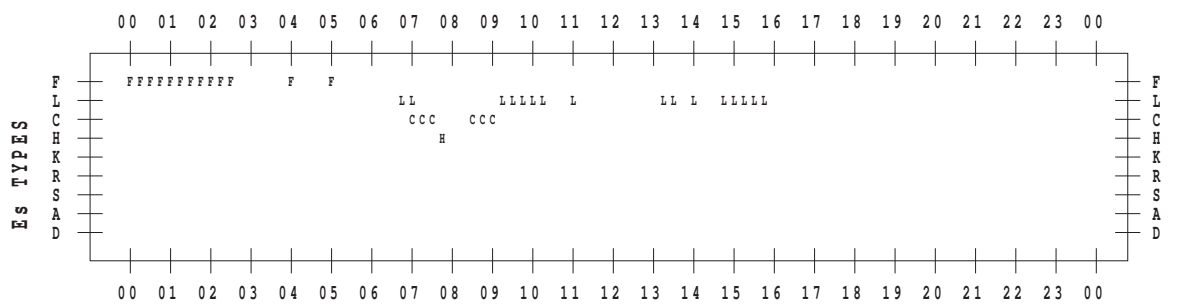 00 01 02 03 04 05 06 07 08 09 10 11 12 13 14 15 16 17 18 19 20 21 22 23 00
Es TYPES
F FFFFFFFFFFF F F F
L LL LLLLL L LL L LLLLL L
C CCC CCC C
H H H
K K
R R
S S
A A
D D
00 01 02 03 04 05 06 07 08 09 10 11 12 13 14 15 16 17 18 19 20 21 22 23 00